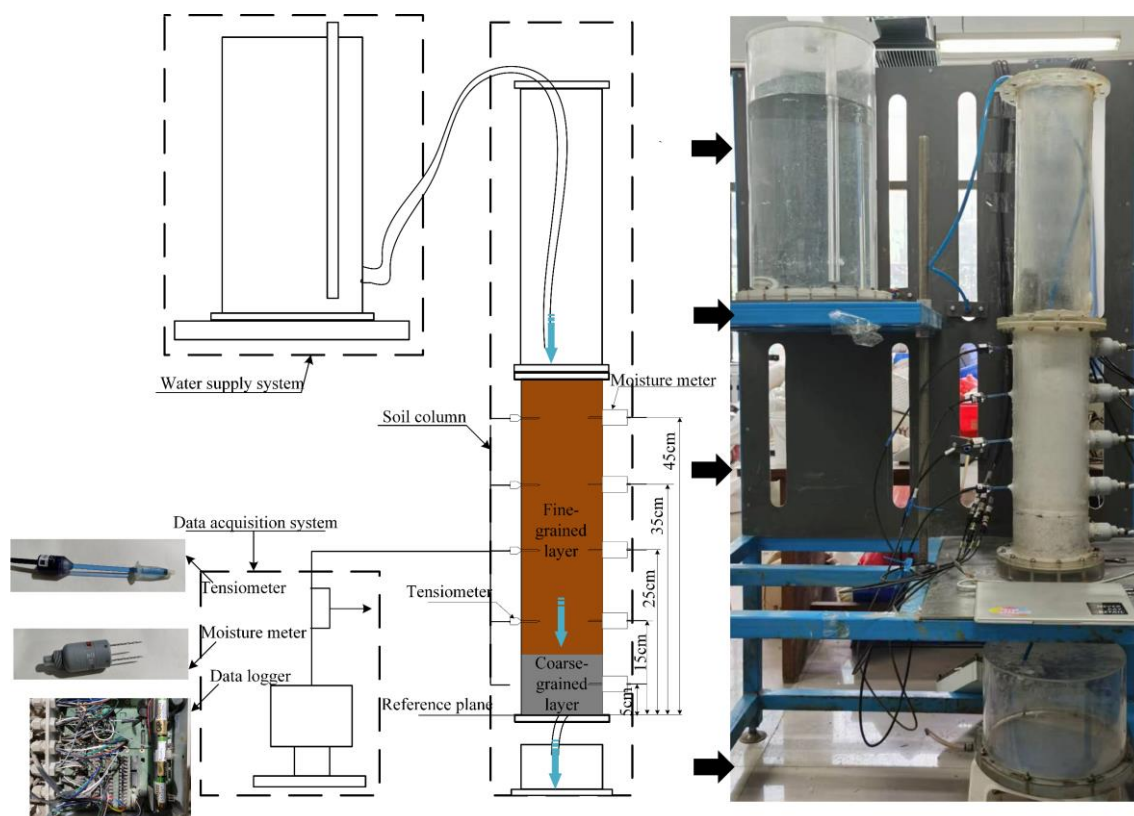 Water supply system
Moisture meter
Soil column
45cm
35cm
Fine-
grained
layer
Data acquisition system
25cm
Tensiometer
Tensiometer
15cm
Moisture meter
Coarse-
grained
layer
Data logger
5cm
Reference plane